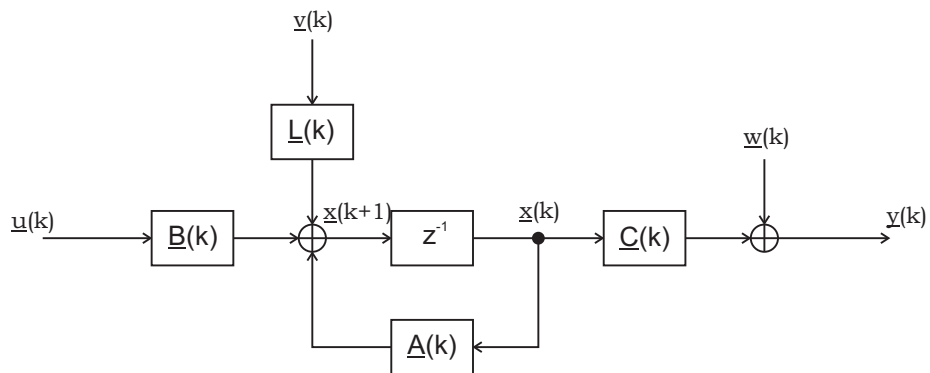 v(k)
L(k)
w(k)
u(k)
B(k)
x(k+1)
z⁻¹
x(k)
C(k)
y(k)
A(k)